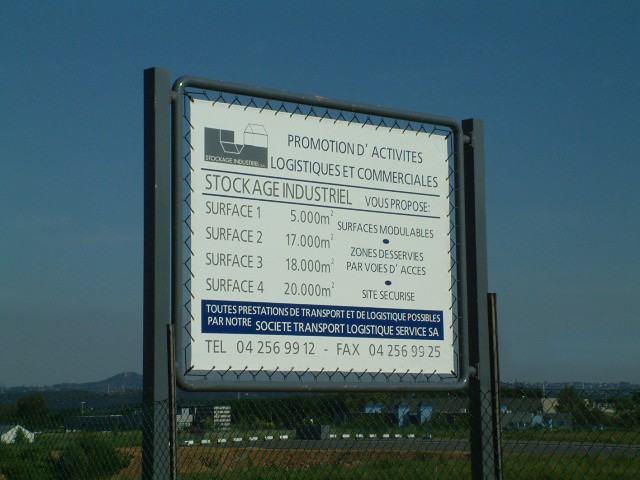 STOCKAGE INDUSTRIEL
PROMOTION D' ACTIVITES
LOGISTIQUES ET COMMERCIALES
STOCKAGE INDUSTRIEL VOUS PROPOSE:
SURFACE 1 5.000m²
SURFACE 2 17.000m²
SURFACE 3 18.000m²
SURFACE 4 20.000m²
SURFACES MODULABLES
ZONES DESSERVIES
PAR VOIES D' ACCES
SITE SECURISE
TOUTES PRESTATIONS DE TRANSPORT ET DE LOGISTIQUE POSSIBLES
PAR NOTRE SOCIETE TRANSPORT LOGISTIQUE SERVICE SA
TEL 04 256 99 12 - FAX 04 256 99 25